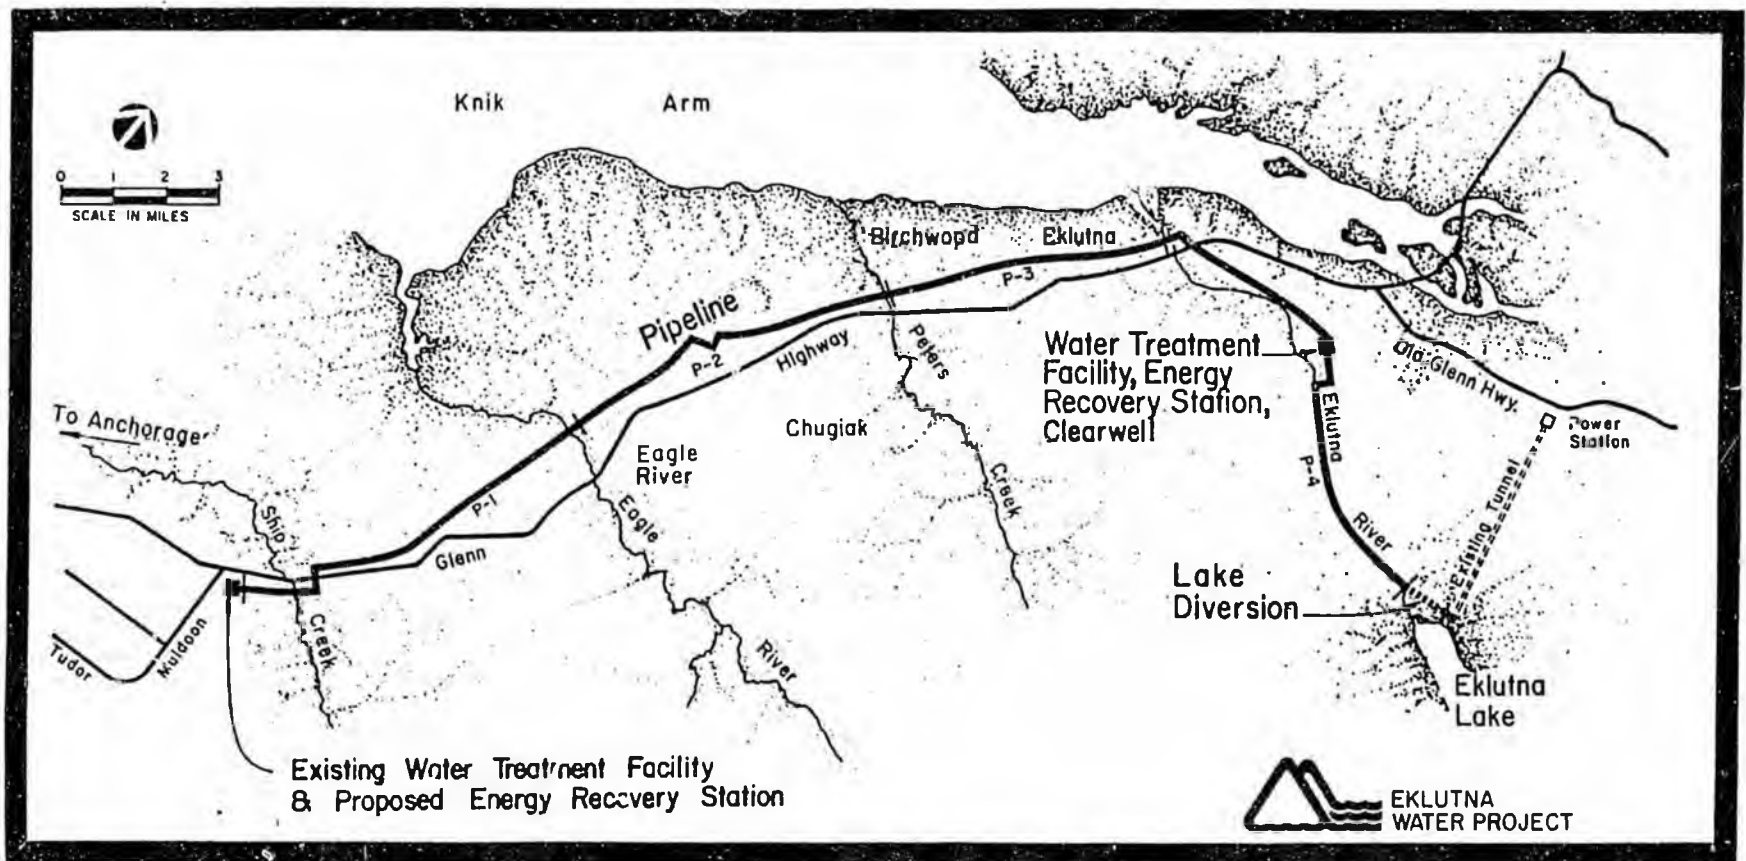 Knik Arm
0 1 2 3
SCALE IN MILES
Birchwood
Eklutna
P-3
Pipeline
P-2
Highway
Peters
Creek
Water Treatment
Facility, Energy
Recovery Station,
Clearwell
Old Glenn Hwy.
Power
Station
To Anchorage
Chugiak
Eagle
River
Eklutna
P-4
River
Existing Tunnel
P-1
Glenn
Ship
Creek
Eagle
River
Lake
Diversion
Muldoon
Tudor
Eklutna
Lake
Existing Water Treatment Facility
& Proposed Energy Recovery Station
EKLUTNA
WATER PROJECT